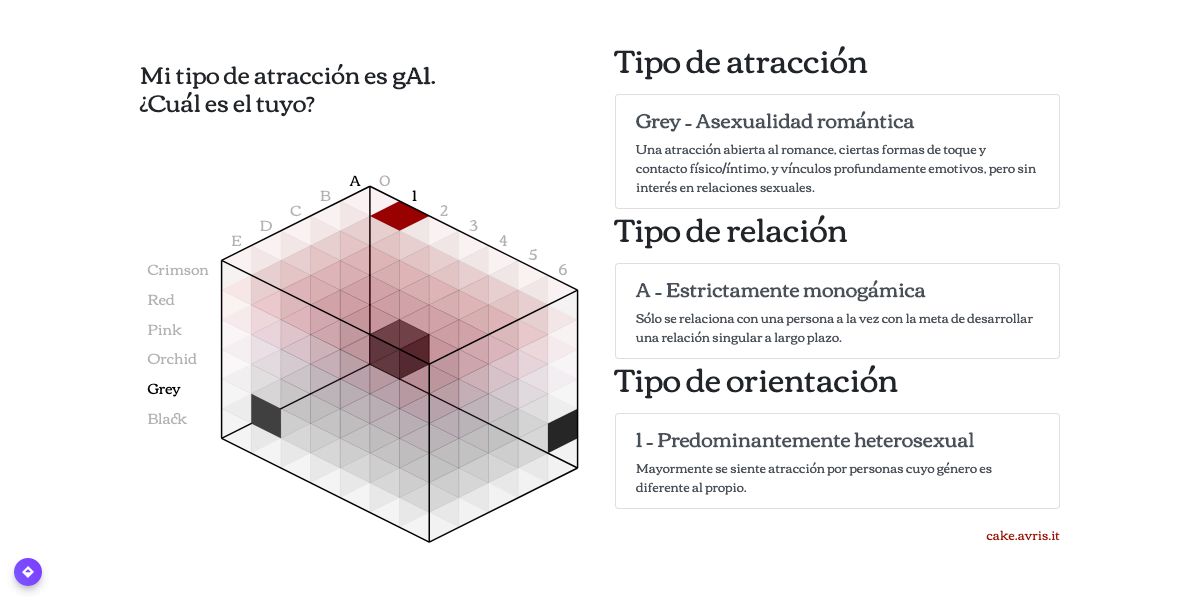 Mi tipo de atracción es gA1.
¿Cuál es el tuyo?
A
O
B
1
C
2
D
3
E
4
5
6
Crimson
Red
Pink
Orchid
Grey
Black
Tipo de atracción
Grey - Asexualidad romántica
Una atracción abierta al romance, ciertas formas de toque y
contacto físico/íntimo, y vínculos profundamente emotivos, pero sin
interés en relaciones sexuales.
Tipo de relación
A - Estrictamente monogámica
Sólo se relaciona con una persona a la vez con la meta de desarrollar
una relación singular a largo plazo.
Tipo de orientación
1 - Predominantemente heterosexual
Mayormente se siente atracción por personas cuyo género es
diferente al propio.
cake.avris.it